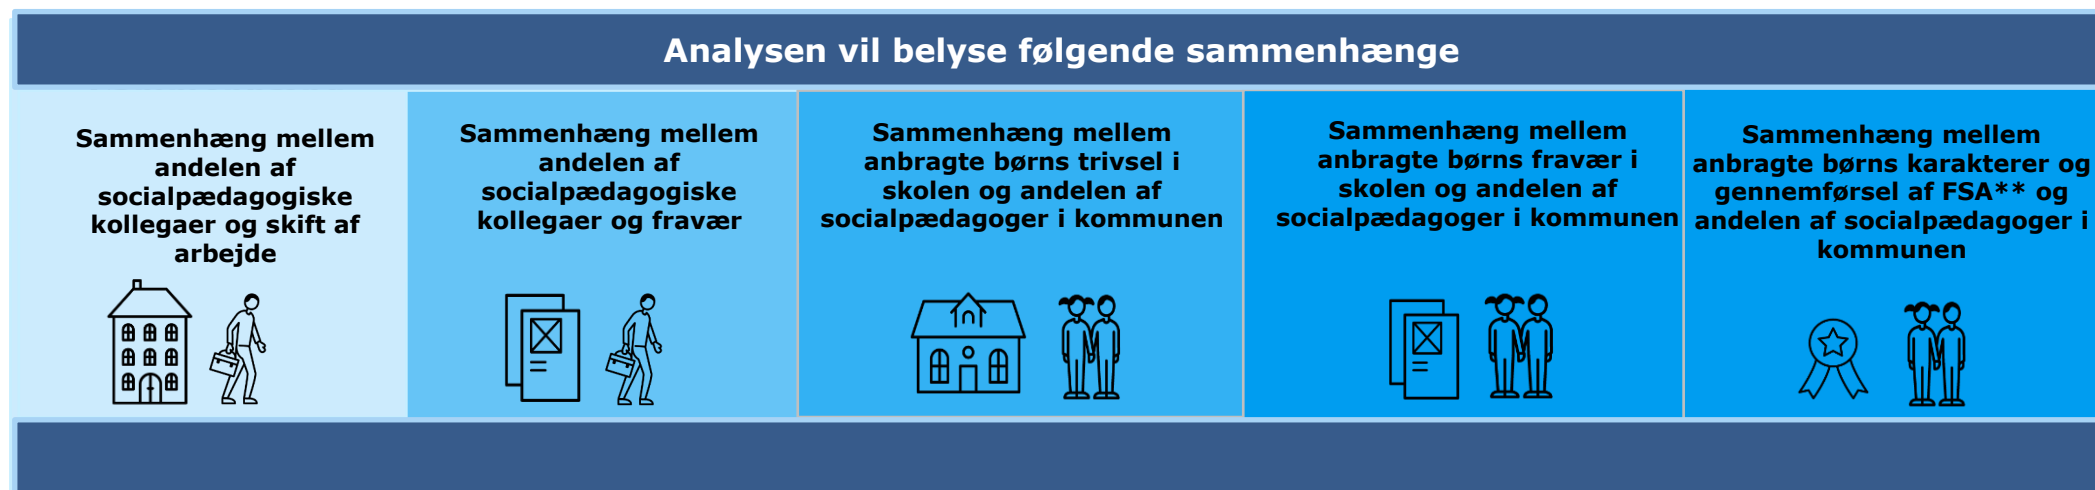 Analysen vil belyse følgende sammenhænge
Sammenhæng mellem
andelen af
socialpædagogiske
kollegaer og skift af
arbejde
Sammenhæng mellem
andelen af
socialpædagogiske
kollegaer og fravær
Sammenhæng mellem
anbragte børns trivsel i
skolen og andelen af
socialpædagoger i kommunen
Sammenhæng mellem
anbragte børns fravær i
skolen og andelen af
socialpædagoger i kommunen
Sammenhæng mellem
anbragte børns karakterer og
gennemførsel af FSA** og
andelen af socialpædagoger i
kommunen